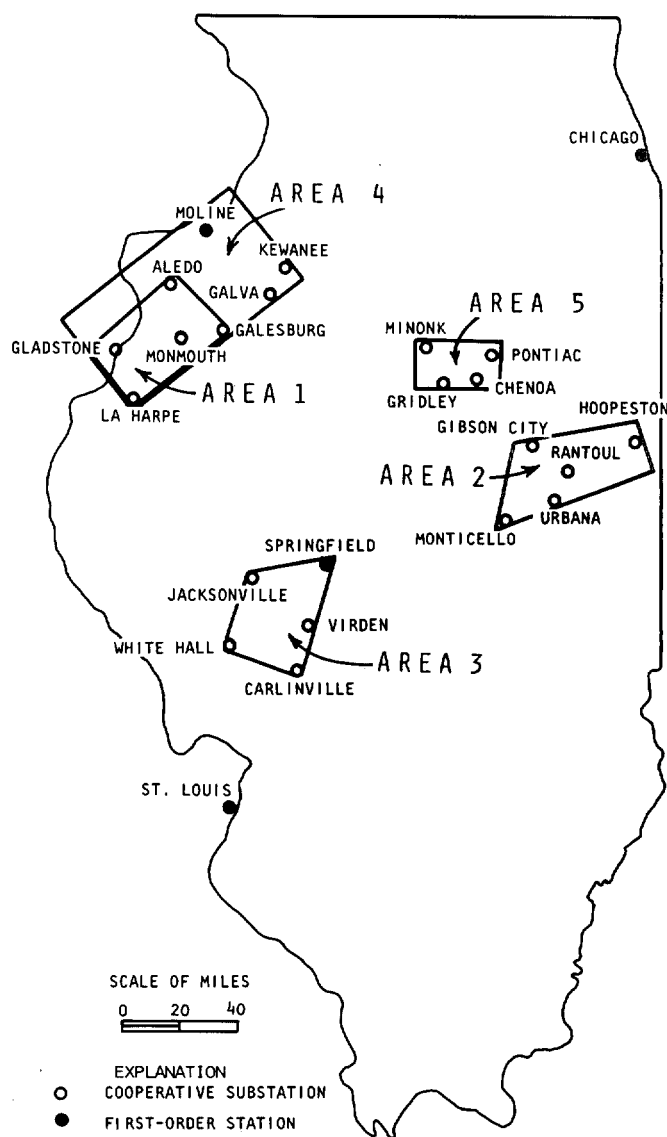 CHICAGO
AREA 4
MOLINE
KEWANEE
ALEDO
GALVA
AREA 5
MINONK
GALESBURG
PONTIAC
GLADSTONE
MONMOUTH
CHENOA
AREA 1
GRIDLEY
HOOPESTON
LA HARPE
GIBSON CITY
RANTOUL
AREA 2
URBANA
MONTICELLO
SPRINGFIELD
JACKSONVILLE
VIRDEN
WHITE HALL
AREA 3
CARLINVILLE
ST. LOUIS
SCALE OF MILES
0 20 40
EXPLANATION
COOPERATIVE SUBSTATION
FIRST-ORDER STATION